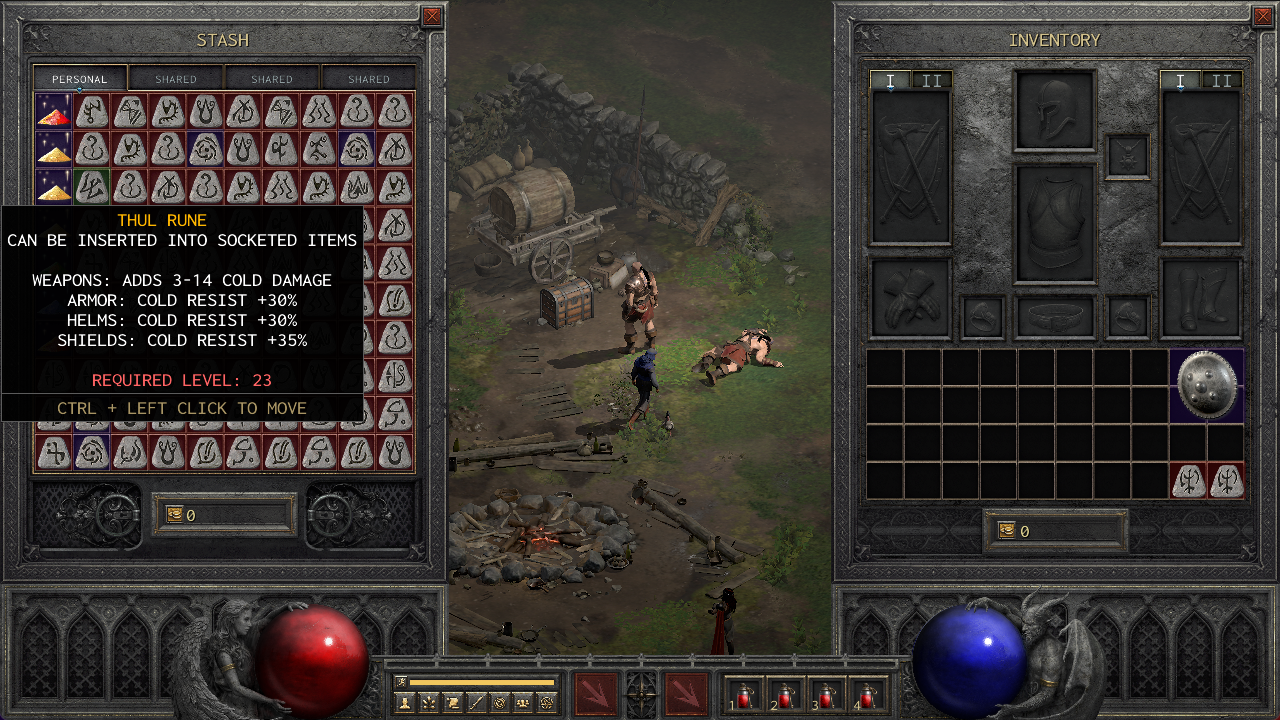 STASH
PERSONAL
SHARED
SHARED
SHARED
THUL RUNE
CAN BE INSERTED INTO SOCKETED ITEMS
WEAPONS: ADDS 3-14 COLD DAMAGE
ARMOR: COLD RESIST +30%
HELMS: COLD RESIST +30%
SHIELDS: COLD RESIST +35%
REQUIRED LEVEL: 23
CTRL + LEFT CLICK TO MOVE
0
INVENTORY
I
II
I
II
0
1
2
3
4